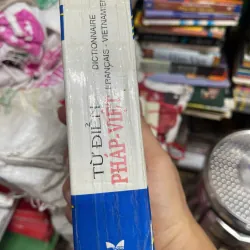 DICTIONNAIRE
FRANÇAIS - VIETNAMIEN
TỪ ĐIỂN
PHÁP-VIỆT